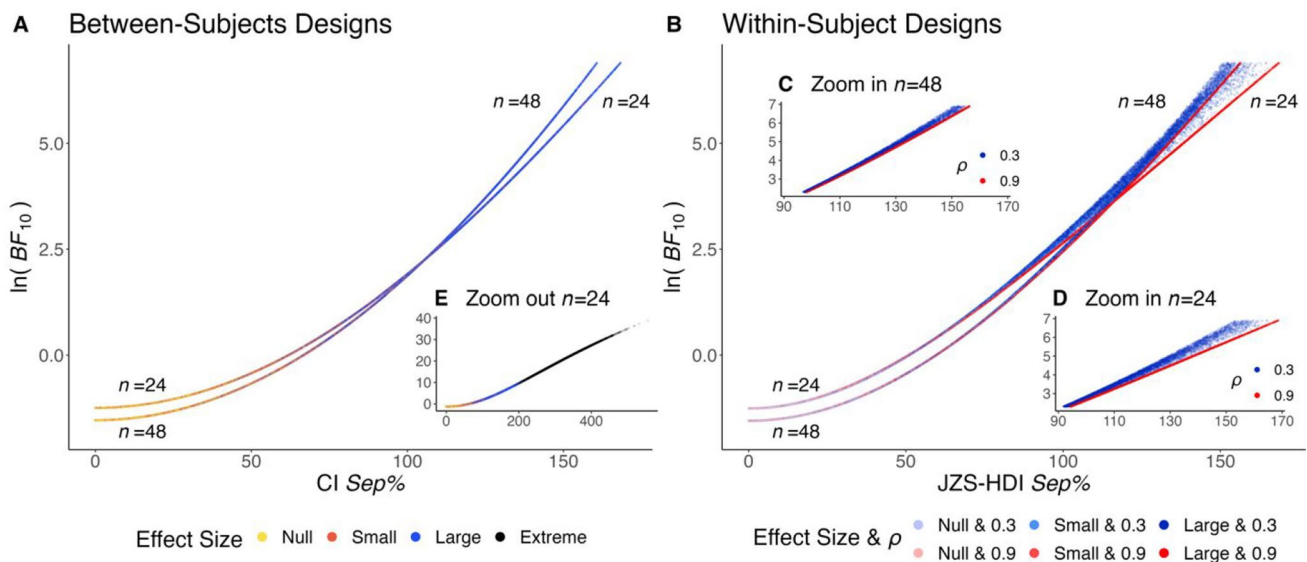 A Between-Subjects Designs
ln( BF10 )
5.0
2.5
0.0
n =48
n =24
n =24
n =48
E Zoom out n=24
40
30
20
10
0
0 200 400
0 50 100 150
CI Sep%
Effect Size Null Small Large Extreme
B Within-Subject Designs
ln( BF10 )
5.0
2.5
0.0
C Zoom in n=48
7
6
5
4
3
90 110 130 150 170
ρ
0.3
0.9
n =48
n =24
n =24
n =48
D Zoom in n=24
7
6
5
4
3
90 110 130 150 170
ρ
0.3
0.9
0 50 100 150
JZS-HDI Sep%
Effect Size & ρ
Null & 0.3 Small & 0.3 Large & 0.3
Null & 0.9 Small & 0.9 Large & 0.9